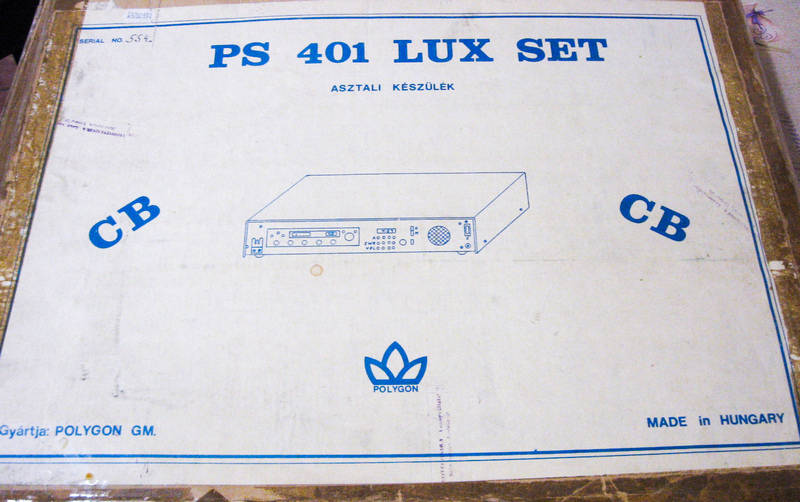 SERIAL NO. 554.
PS 401 LUX SET
ASZTALI KÉSZÜLÉK
CB
CB
POLYGON
Gyártja: POLYGON GM.
MADE in HUNGARY